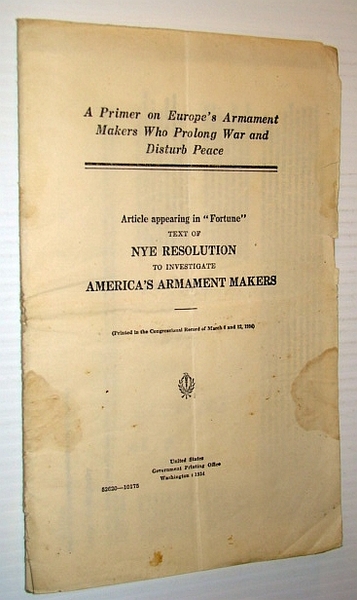 A Primer on Europe's Armament
Makers Who Prolong War and
Disturb Peace
Article appearing in "Fortune"
TEXT OF
NYE RESOLUTION
TO INVESTIGATE
AMERICA'S ARMAMENT MAKERS
(Printed in the Congressional Record of March 6 and 12, 1934)
United States
Government Printing Office
Washington : 1934
52020—10175